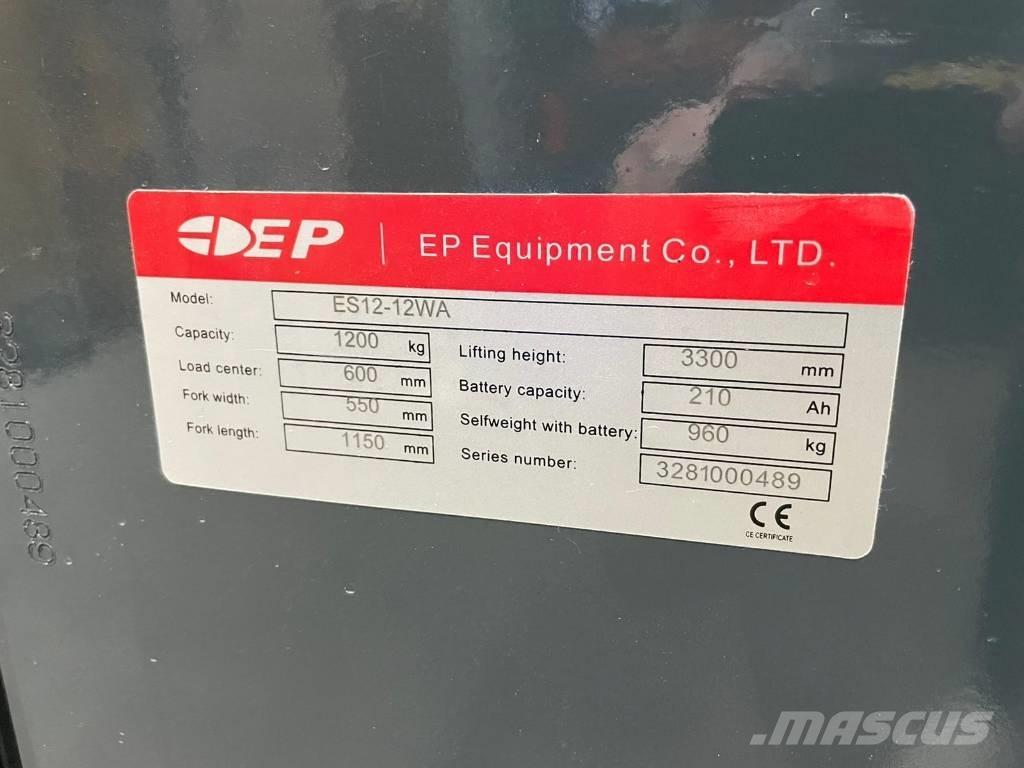 EP | EP Equipment Co., LTD.
Model: ES12-12WA
Capacity: 1200 kg
Load center: 600 mm
Fork width: 550 mm
Fork length: 1150 mm
Lifting height: 3300 mm
Battery capacity: 210 Ah
Selfweight with battery: 960 kg
Series number: 3281000489
CE
CE CERTIFICATE
3281000489
MASCUS